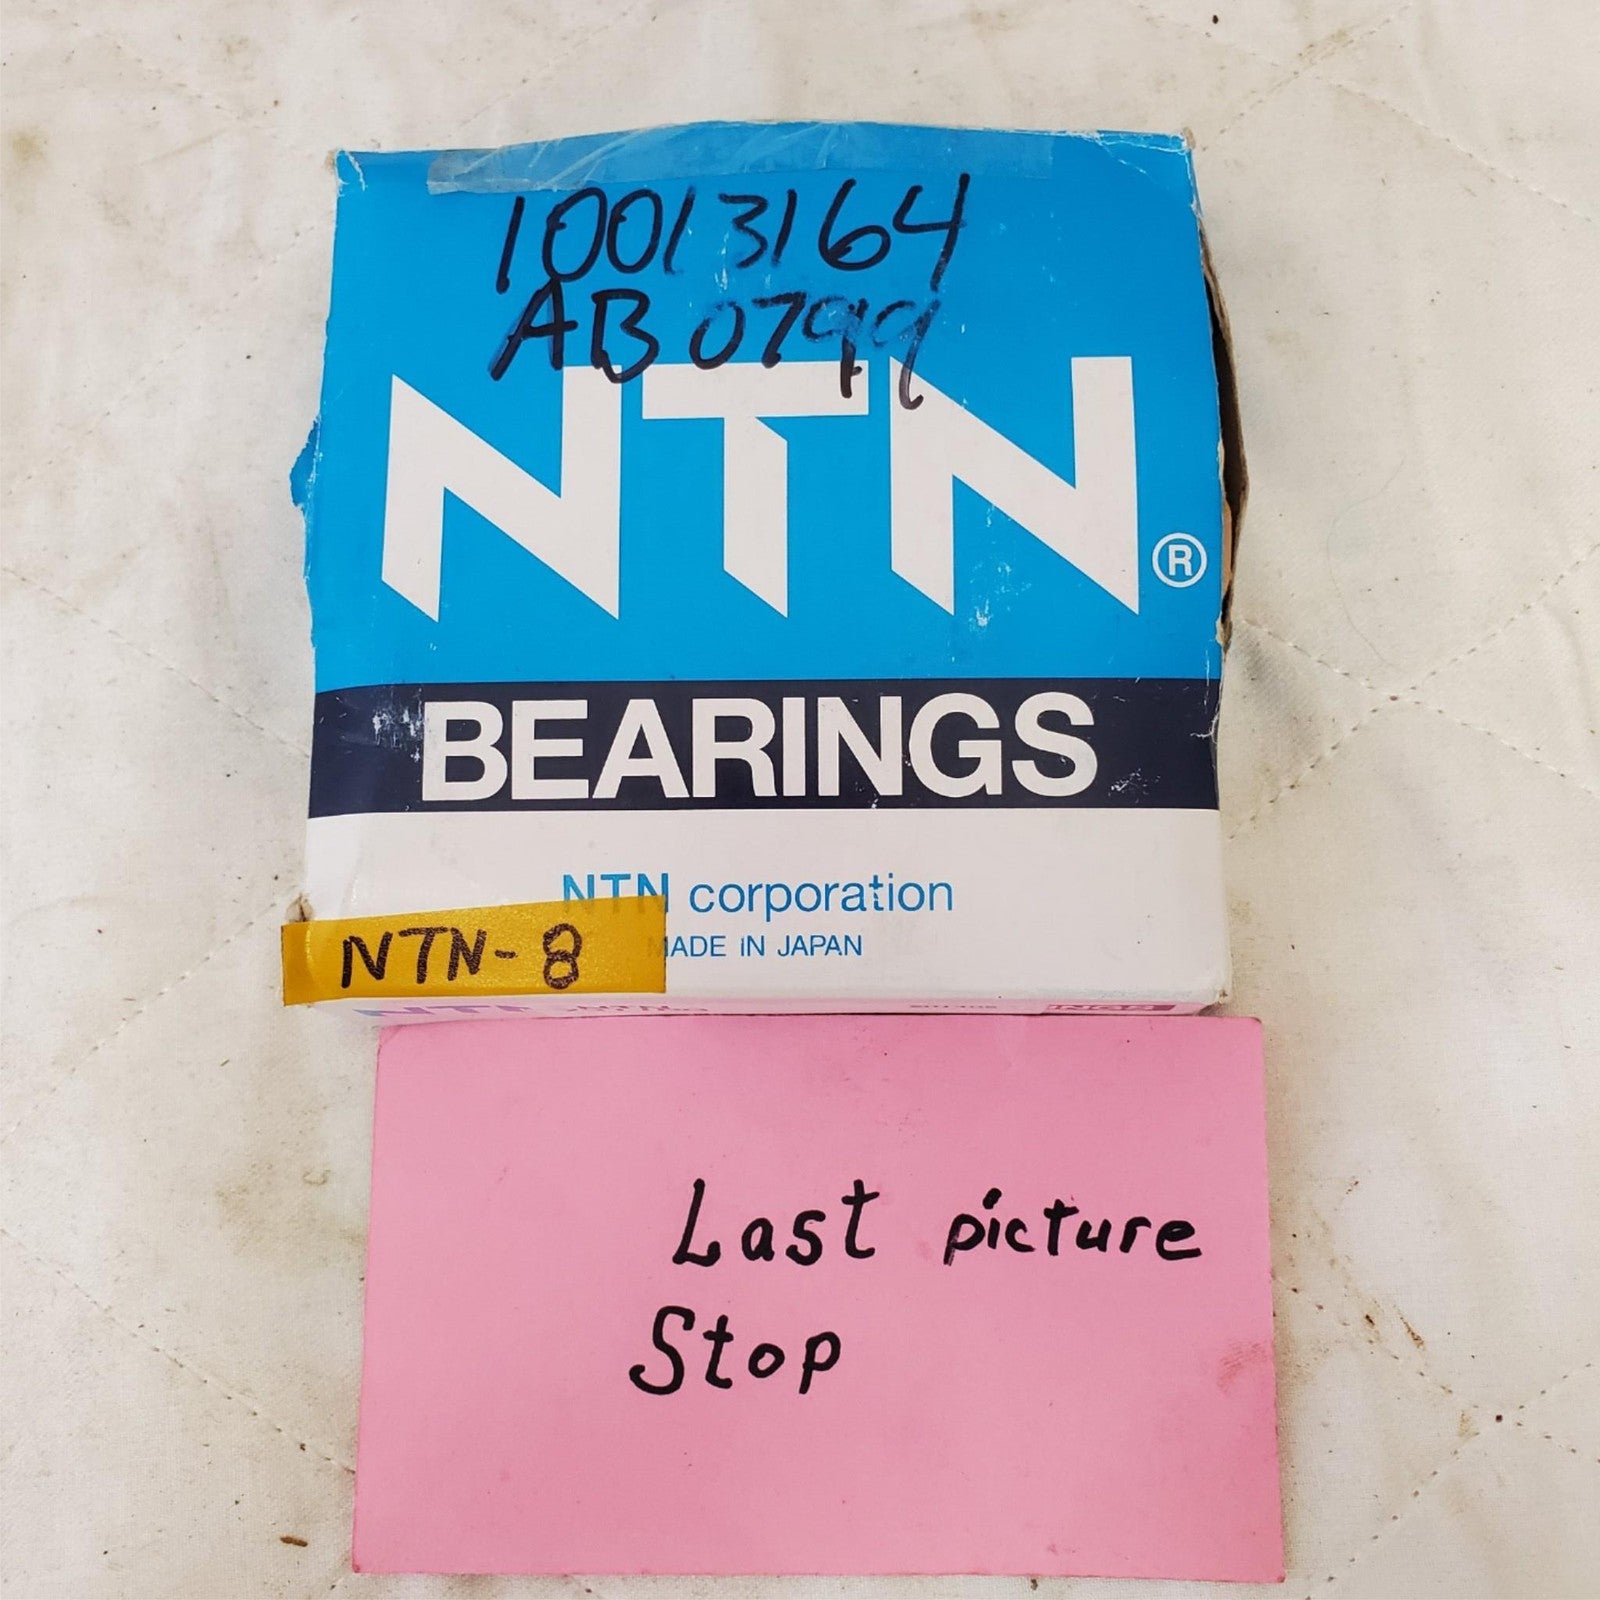 10013164
AB0799
NTN®
BEARINGS
NTN corporation
MADE IN JAPAN
NTN-8
Last picture
Stop